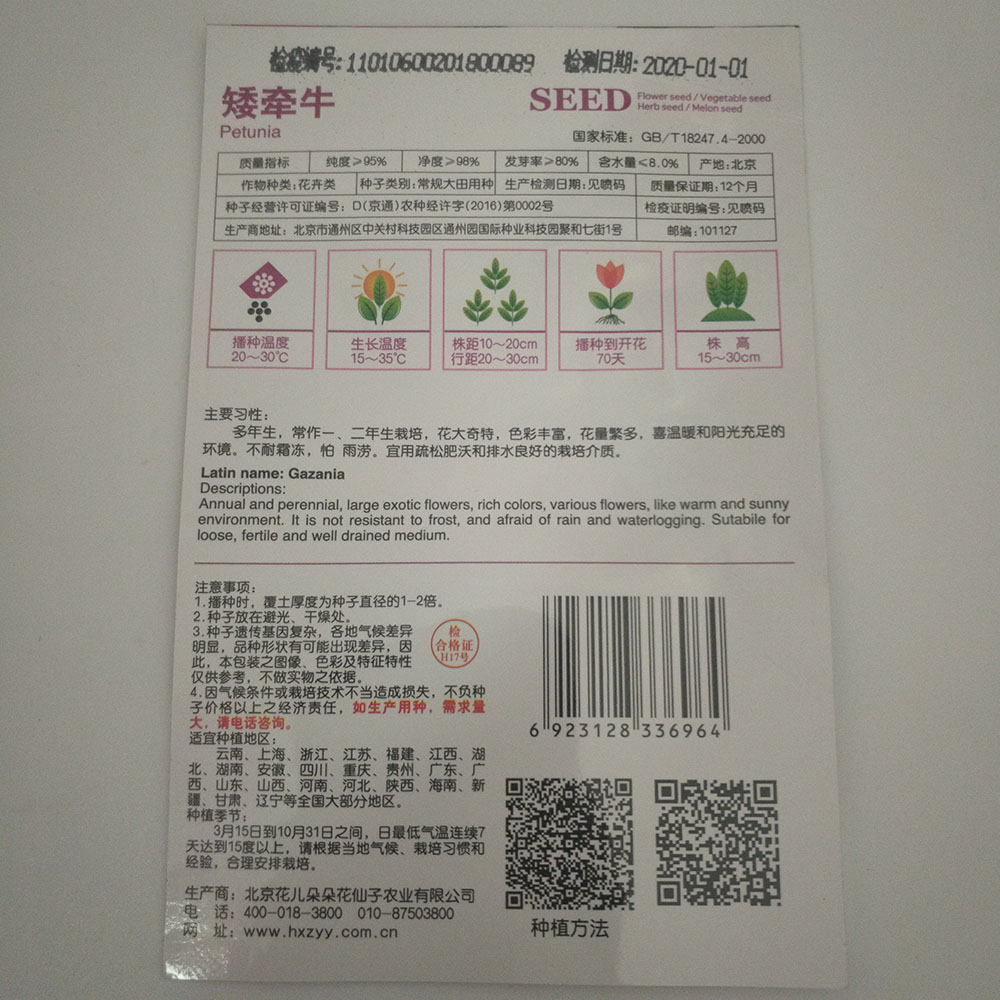 检疫编号:11010600201800089 检测日期:2020-01-01
矮牵牛
Petunia
SEED Flower seed / Vegetable seed
Herb seed / Melon seed
国家标准：GB/T18247.4-2000
质量指标 纯度≥95% 净度≥98% 发芽率≥80% 含水量≤8.0% 产地:北京
作物种类:花卉类 种子类别:常规大田用种 生产检测日期:见喷码 质量保证期:12个月
种子经营许可证编号：D(京通)农种经许字(2016)第0002号 检疫证明编号:见喷码
生产商地址：北京市通州区中关村科技园区通州园国际种业科技园聚和七街1号 邮编:101127
播种温度 生长温度 株距10～20cm 播种到开花 株 高
20～30℃ 15～35℃ 行距20～30cm 70天 15～30cm
主要习性：
多年生，常作一、二年生栽培，花大奇特，色彩丰富，花量繁多，喜温暖和阳光充足的
环境。不耐霜冻，怕 雨涝。宜用疏松肥沃和排水良好的栽培介质。
Latin name: Gazania
Descriptions:
Annual and perennial, large exotic flowers, rich colors, various flowers, like warm and sunny
environment. It is not resistant to frost, and afraid of rain and waterlogging. Sutabile for
loose, fertile and well drained medium.
注意事项：
1.播种时，覆土厚度为种子直径的1-2倍。
2.种子放在避光、干燥处。
3.种子遗传基因复杂，各地气候差异
明显，品种形状有可能出现差异，因
此，本包装之图像、色彩及特征特性
仅供参考，不做实物之依据。
4.因气候条件或栽培技术不当造成损失，不负种
子价格以上之经济责任，如生产用种，需求量
大，请电话咨询。
检
合格证
H17号
适宜种植地区：
云南、上海、浙江、江苏、福建、江西、湖
北、湖南、安徽、四川、重庆、贵州、广东、广
西、山东、山西、河南、河北、陕西、海南、新
疆、甘肃、辽宁等全国大部分地区。
种植季节：
3月15日到10月31日之间，日最低气温连续7
天达到15度以上，请根据当地气候、栽培习惯和
经验，合理安排栽培。
6 923128 336964
种植方法
生产商：北京花儿朵朵花仙子农业有限公司
电 话：400-018-3800 010-87503800
网 址：www.hxzyy.com.cn